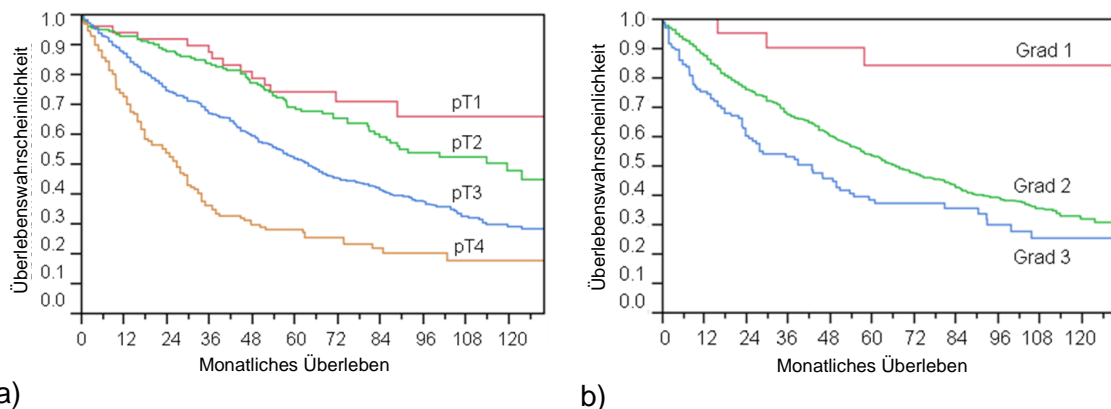 Überlebenswahrscheinlichkeit
1.0
0.9
0.8
0.7
0.6
0.5
0.4
0.3
0.2
0.1
0.0
pT1
pT2
pT3
pT4
0 12 24 36 48 60 72 84 96 108 120
Monatliches Überleben
a)
Überlebenswahrscheinlichkeit
1.0
0.9
0.8
0.7
0.6
0.5
0.4
0.3
0.2
0.1
0.0
Grad 1
Grad 2
Grad 3
0 12 24 36 48 60 72 84 96 108 120
Monatliches Überleben
b)